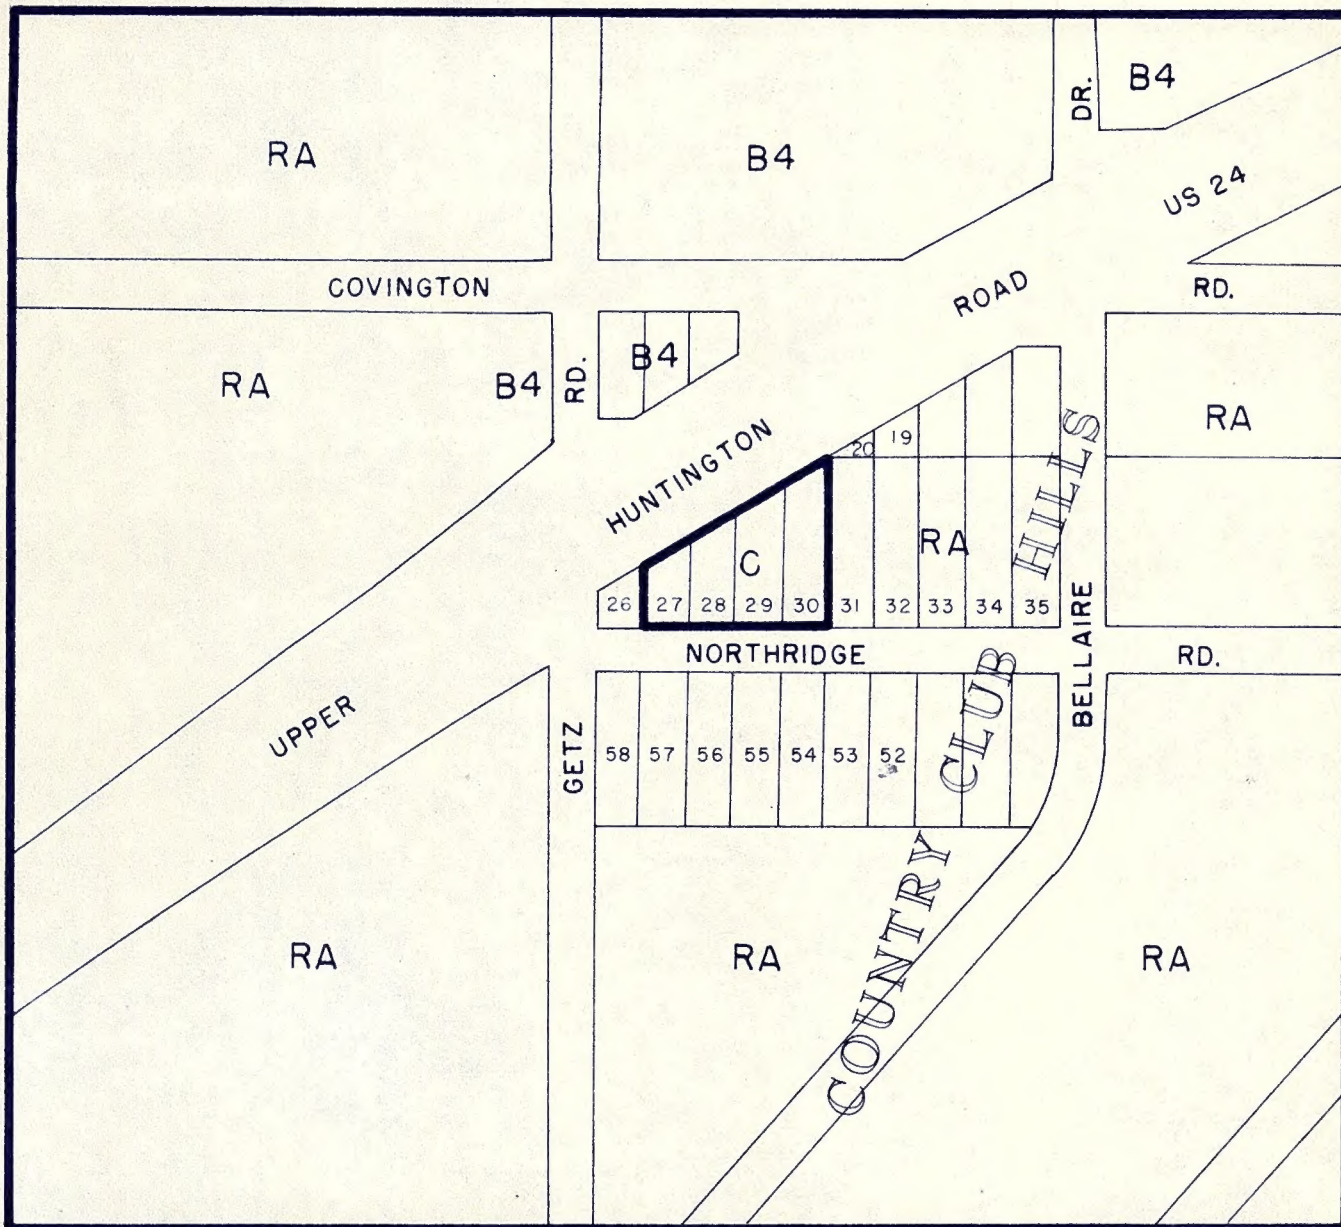 RA
B4
DR.
B4
US 24
COVINGTON
ROAD
RD.
RA
B4
RD.
B4
RA
HUNTINGTON
20
19
RA
C
26
27
28
29
30
31
32
33
34
35
NORTHRIDGE
RD.
BELLAIRE
UPPER
GETZ
58
57
56
55
54
53
52
COUNTRY CLUB HILLS
RA
RA
RA